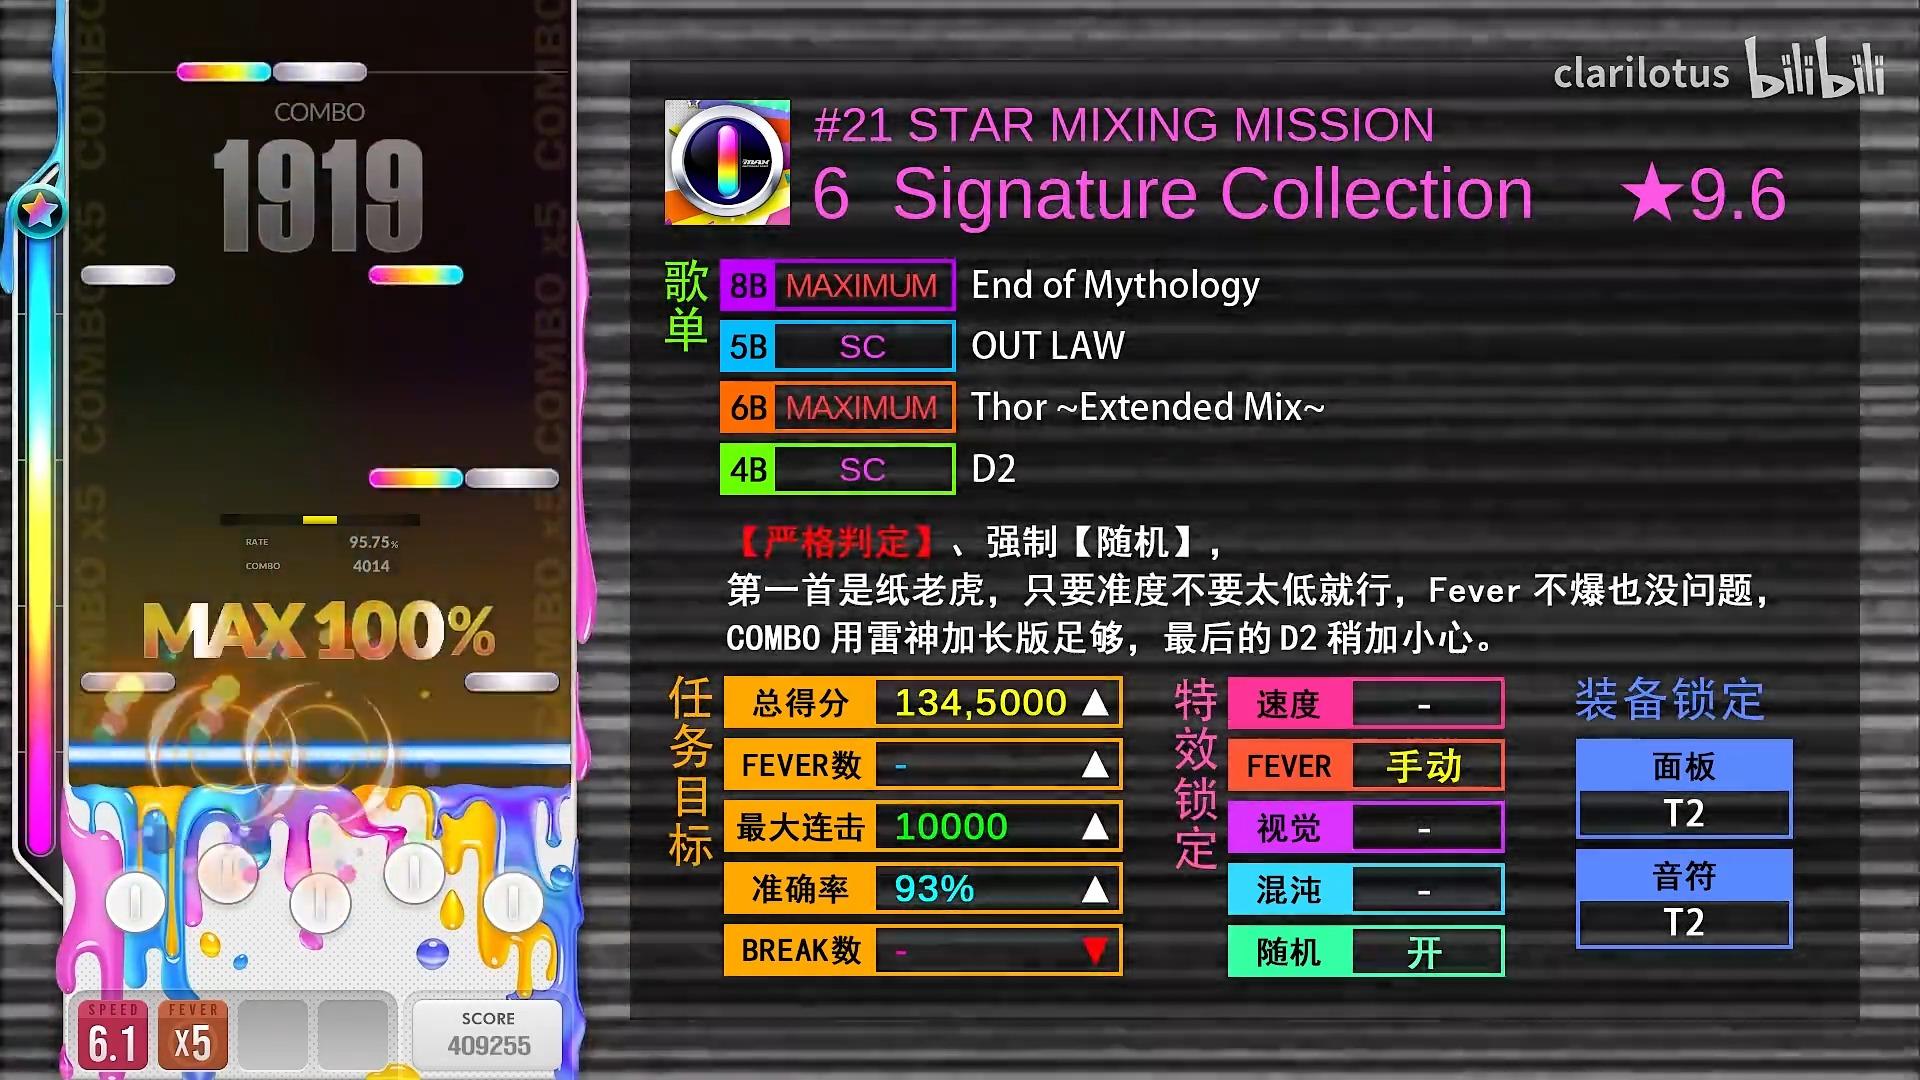 clarilotus bilibili
COMBO
1919
COMBO x5
COMBO x5
RATE 95.75%
COMBO 4014
MAX 100%
SPEED
6.1
FEVER
x5
SCORE
409255
#21 STAR MIXING MISSION
6 Signature Collection ★9.6
歌单
8B MAXIMUM End of Mythology
5B SC OUT LAW
6B MAXIMUM Thor ~Extended Mix~
4B SC D2
【严格判定】、强制【随机】,
第一首是纸老虎,只要准度不要太低就行,Fever 不爆也没问题,
COMBO 用雷神加长版足够,最后的 D2 稍加小心。
任务目标
总得分 134,5000 ▲
FEVER数 - ▲
最大连击 10000 ▲
准确率 93% ▲
BREAK数 - ▼
特效锁定
速度 -
FEVER 手动
视觉 -
混沌 -
随机 开
装备锁定
面板
T2
音符
T2